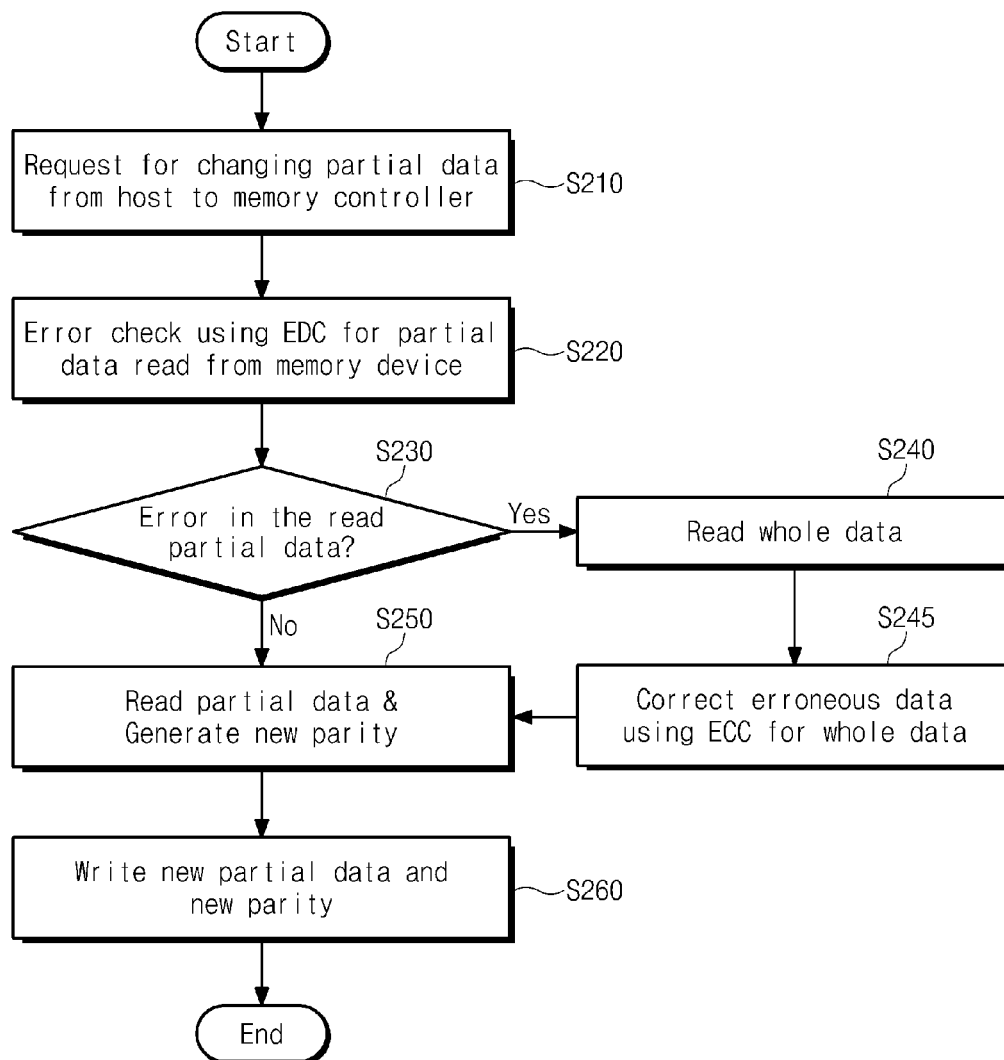 Start
Request for changing partial data
from host to memory controller
S210
Error check using EDC for partial
data read from memory device
S220
S230
Error in the read
partial data?
Yes
No
S240
Read whole data
S245
Correct erroneous data
using ECC for whole data
S250
Read partial data &
Generate new parity
Write new partial data and
new parity
S260
End